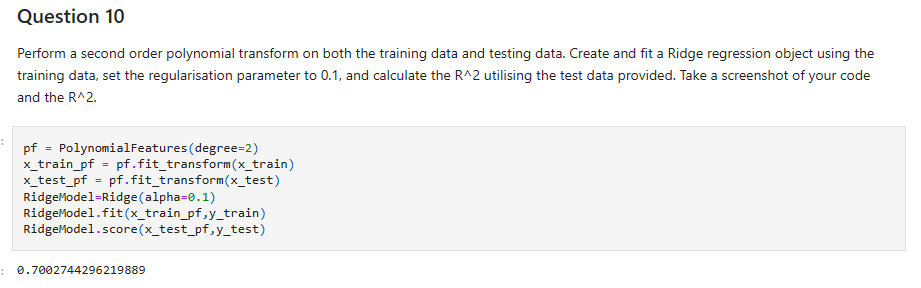 Question 10
Perform a second order polynomial transform on both the training data and testing data. Create and fit a Ridge regression object using the
training data, set the regularisation parameter to 0.1, and calculate the R^2 utilising the test data provided. Take a screenshot of your code
and the R^2.
:
pf = PolynomialFeatures(degree=2)
x_train_pf = pf.fit_transform(x_train)
x_test_pf = pf.fit_transform(x_test)
RidgeModel=Ridge(alpha=0.1)
RidgeModel.fit(x_train_pf,y_train)
RidgeModel.score(x_test_pf,y_test)
: 0.7002744296219889